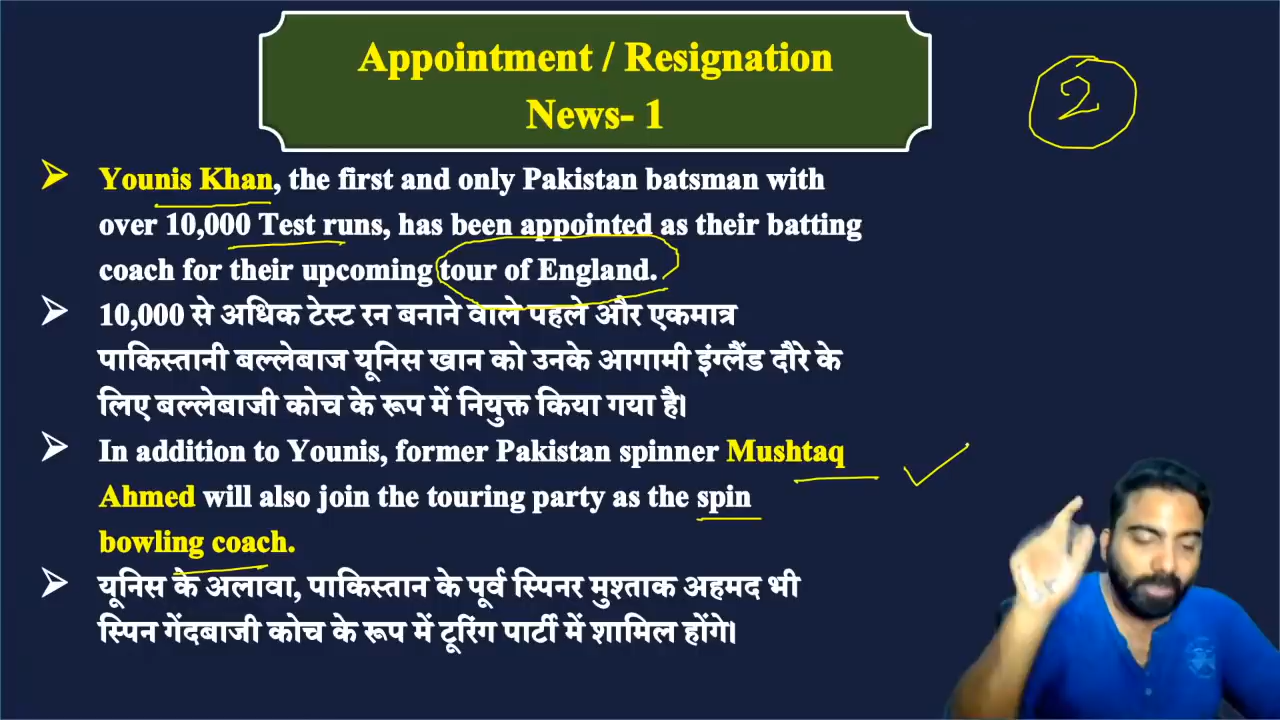 Appointment / Resignation
News- 1
2
Younis Khan, the first and only Pakistan batsman with
over 10,000 Test runs, has been appointed as their batting
coach for their upcoming tour of England.
10,000 से अधिक टेस्ट रन बनाने वाले पहले और एकमात्र
पाकिस्तानी बल्लेबाज यूनिस खान को उनके आगामी इंग्लैंड दौरे के
लिए बल्लेबाजी कोच के रूप में नियुक्त किया गया है।
In addition to Younis, former Pakistan spinner Mushtaq
Ahmed will also join the touring party as the spin
bowling coach.
यूनिस के अलावा, पाकिस्तान के पूर्व स्पिनर मुश्ताक अहमद भी
स्पिन गेंदबाजी कोच के रूप में टूरिंग पार्टी में शामिल होंगे।